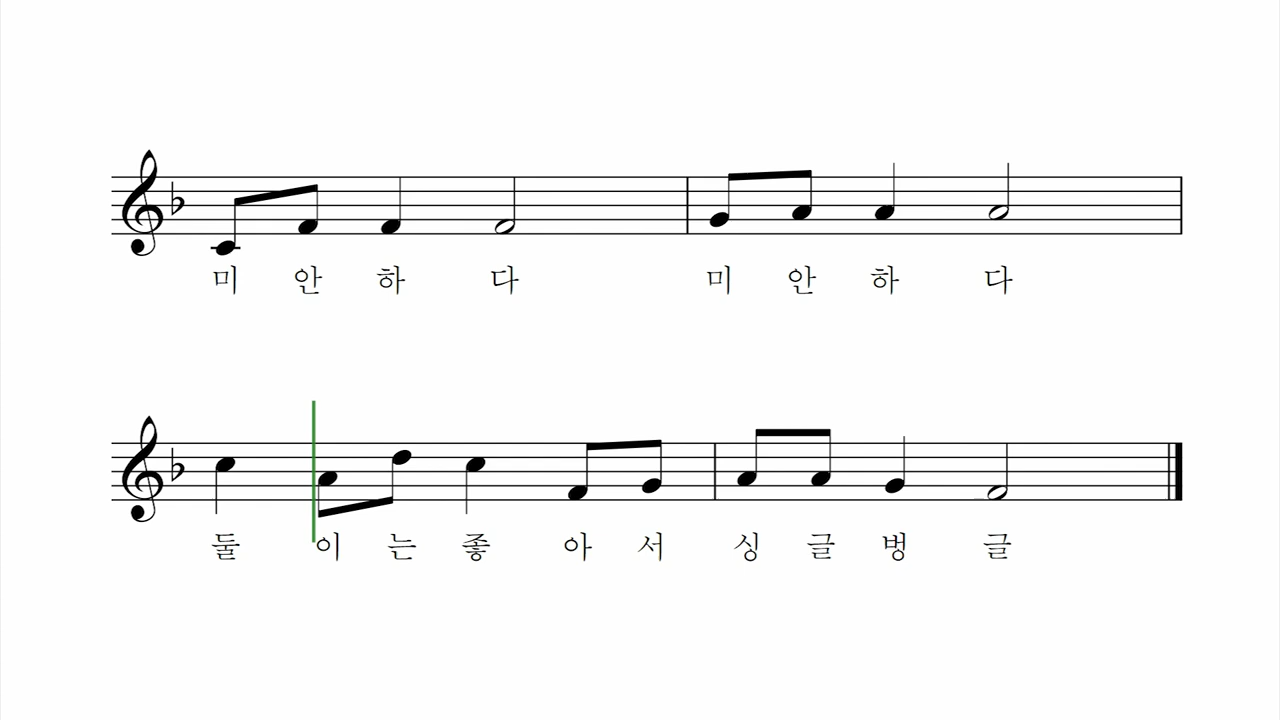 미 안 하 다 미 안 하 다
둘 이 는 좋 아 서 싱 글 벙 글